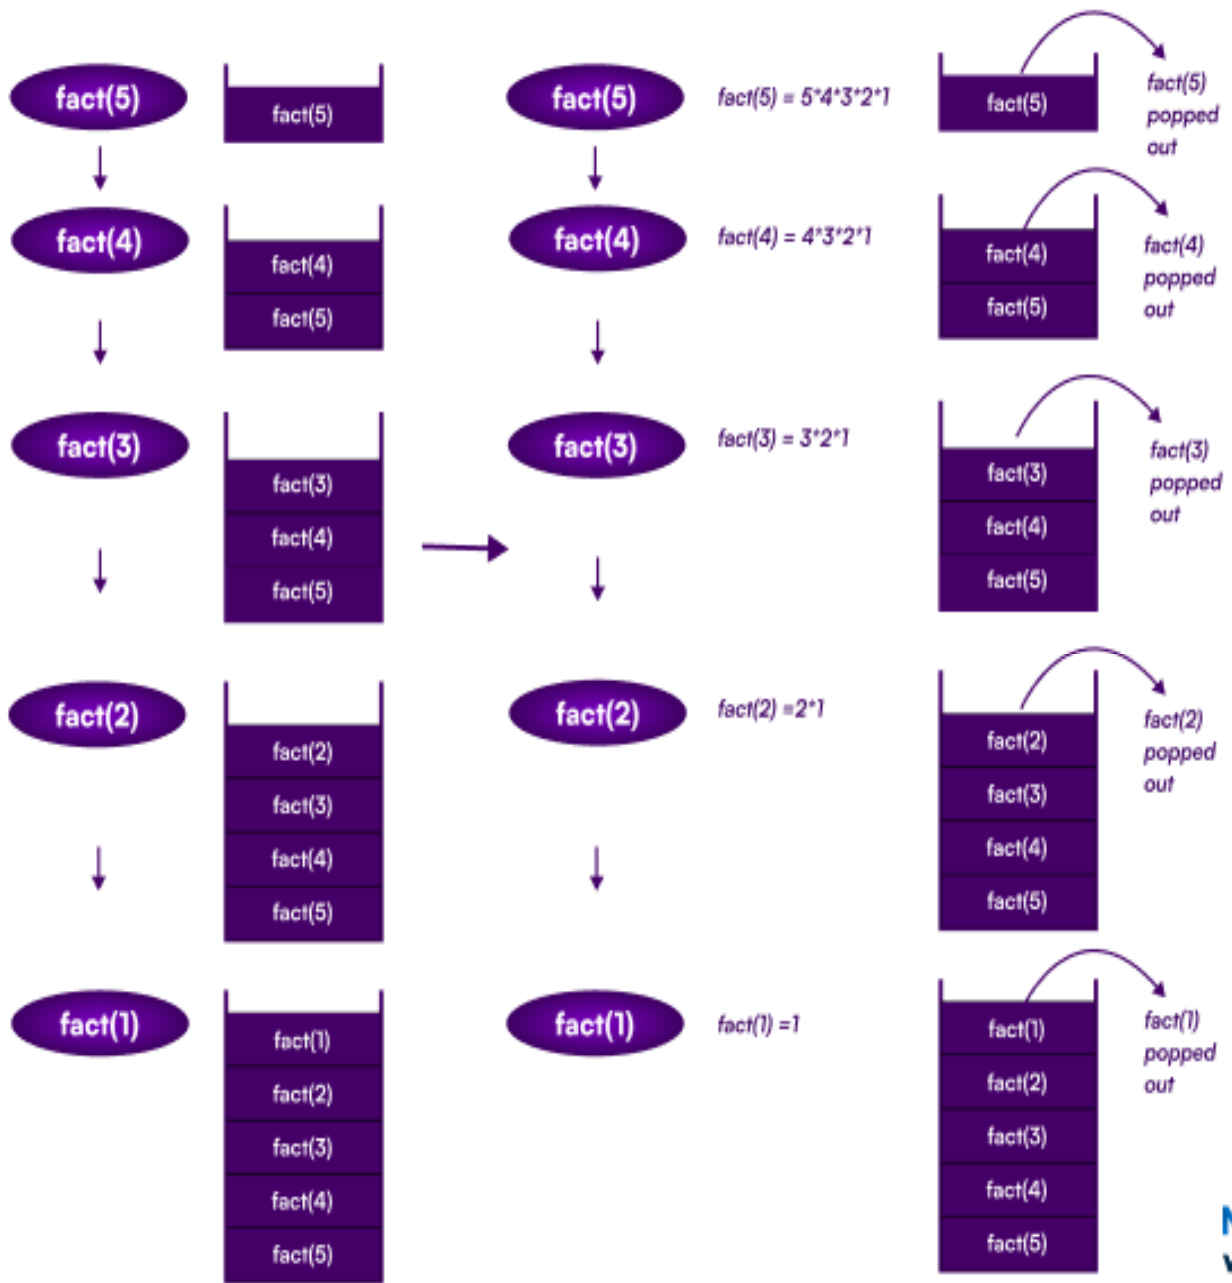 fact(5)
fact(5)
fact(5)
fact(5) = 5*4*3*2*1
fact(5)
fact(5)
popped
out
fact(4)
fact(4)
fact(5)
fact(4)
fact(4) = 4*3*2*1
fact(4)
fact(5)
fact(4)
popped
out
fact(3)
fact(3)
fact(4)
fact(5)
fact(3)
fact(3) = 3*2*1
fact(3)
fact(4)
fact(5)
fact(3)
popped
out
fact(2)
fact(2)
fact(3)
fact(4)
fact(5)
fact(2)
fact(2) =2*1
fact(2)
fact(3)
fact(4)
fact(5)
fact(2)
popped
out
fact(1)
fact(1)
fact(2)
fact(3)
fact(4)
fact(5)
fact(1)
fact(1) =1
fact(1)
fact(2)
fact(3)
fact(4)
fact(5)
fact(1)
popped
out